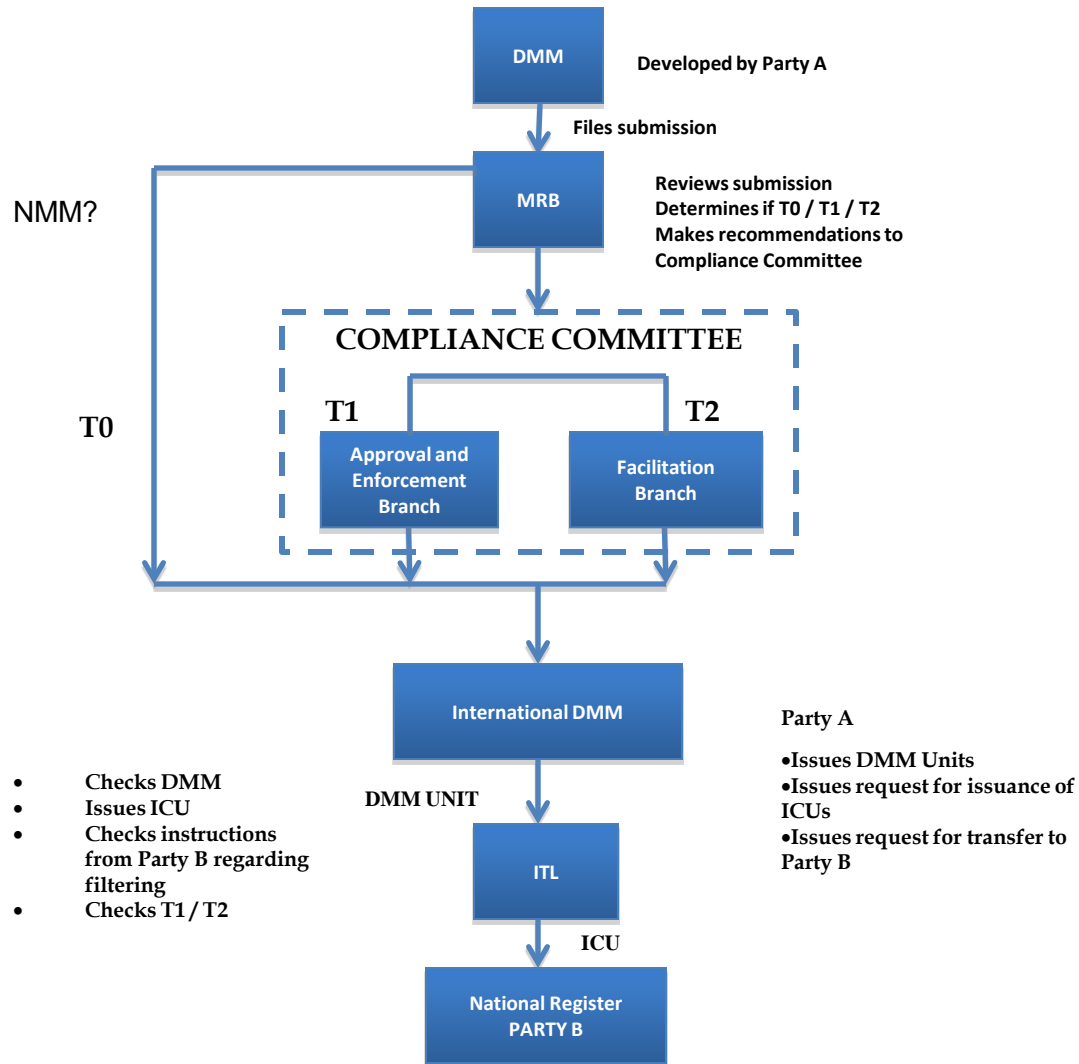 DMM
Developed by Party A
Files submission
MRB
Reviews submission
Determines if T0 / T1 / T2
Makes recommendations to
Compliance Committee
NMM?
COMPLIANCE COMMITTEE
T0
T1
T2
Approval and
Enforcement
Branch
Facilitation
Branch
International DMM
Party A
•Issues DMM Units
•Issues request for issuance of
ICUs
•Issues request for transfer to
Party B
• Checks DMM
• Issues ICU
• Checks instructions
from Party B regarding
filtering
• Checks T1 / T2
DMM UNIT
ITL
ICU
National Register
PARTY B